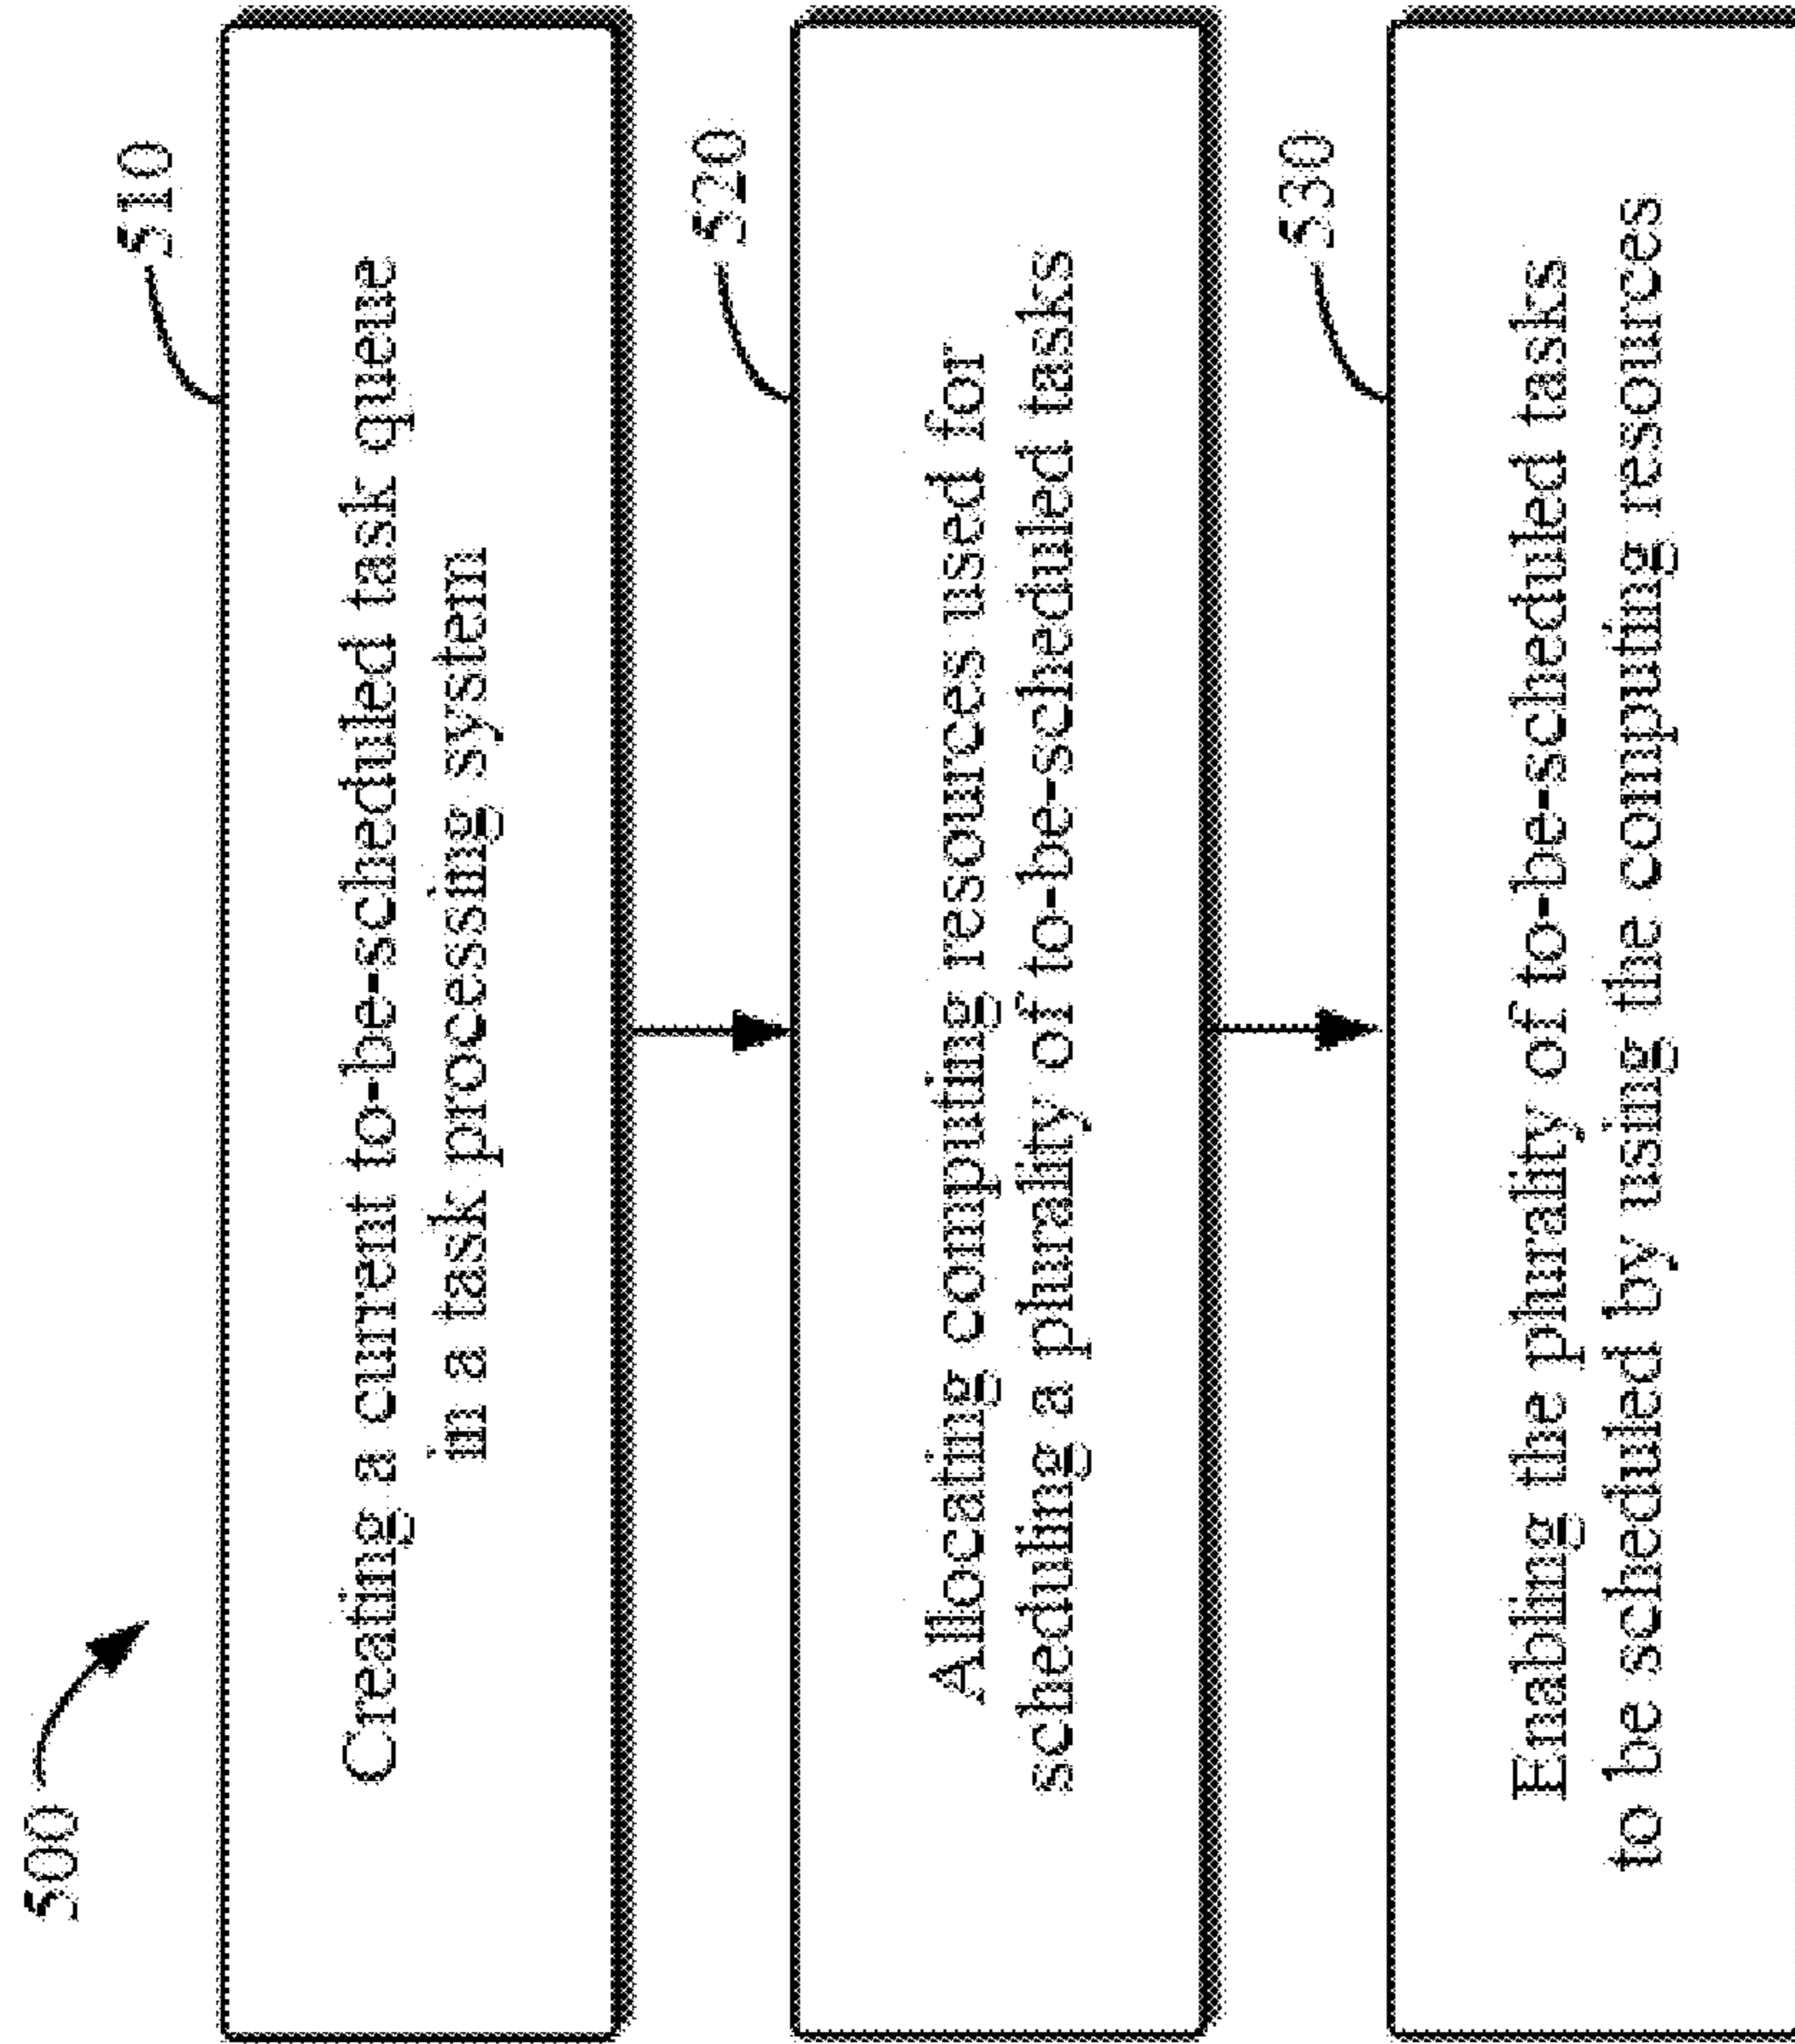 500
510
Creating a current to-be-scheduled task queue
in a task processing system
520
Allocating computing resources used for
scheduling a plurality of to-be-scheduled tasks
530
Enabling the plurality of to-be-scheduled tasks
to be scheduled by using the computing resources